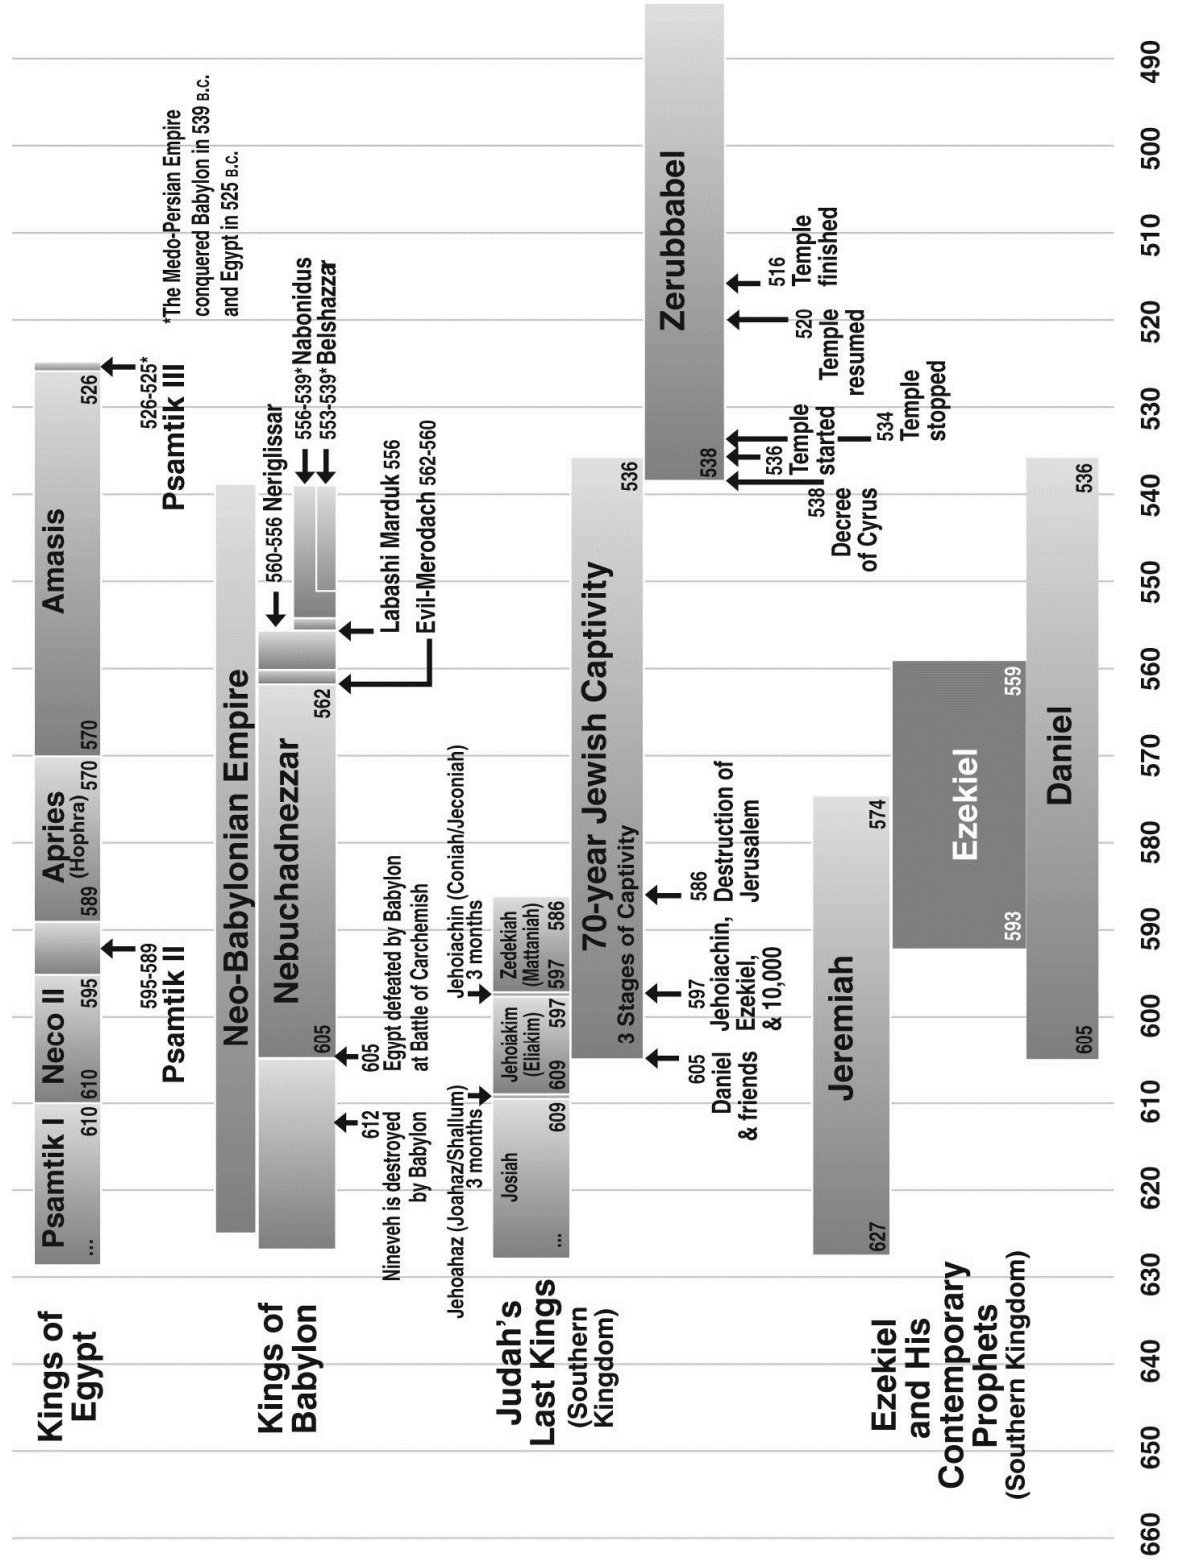 Kings of
Egypt
Psamtik I
...
610
610
Neco II
595
595-589
Psamtik II
589
Apries
(Hophra)
570
570
Amasis
526
526-525*
Psamtik III
*The Medo-Persian Empire
conquered Babylon in 539 B.C.
and Egypt in 525 B.C.
Kings of
Babylon
Neo-Babylonian Empire
605
Nebuchadnezzar
562
560-556 Neriglissar
556-539* Nabonidus
553-539* Belshazzar
Labashi Marduk 556
Evil-Merodach 562-560
612
Nineveh is destroyed
by Babylon
605
Egypt defeated by Babylon
at Battle of Carchemish
Judah's
Last Kings
(Southern
Kingdom)
Jehoahaz (Joahaz/Shallum)
3 months
Jehoiachin (Coniah/Jeconiah)
3 months
Josiah
...
609
Jehoiakim
(Eliakim)
609
597
Zedekiah
(Mattaniah)
597
586
70-year Jewish Captivity
3 Stages of Captivity
536
605
Daniel
& friends
597
Jehoiachin,
Ezekiel,
& 10,000
586
Destruction of
Jerusalem
Zerubbabel
538
538
Decree
of Cyrus
536
Temple
started
534
Temple
stopped
520
Temple
resumed
516
Temple
finished
Ezekiel
and His
Contemporary
Prophets
(Southern Kingdom)
Jeremiah
627
574
Ezekiel
593
559
Daniel
605
536
660
650
640
630
620
610
600
590
580
570
560
550
540
530
520
510
500
490